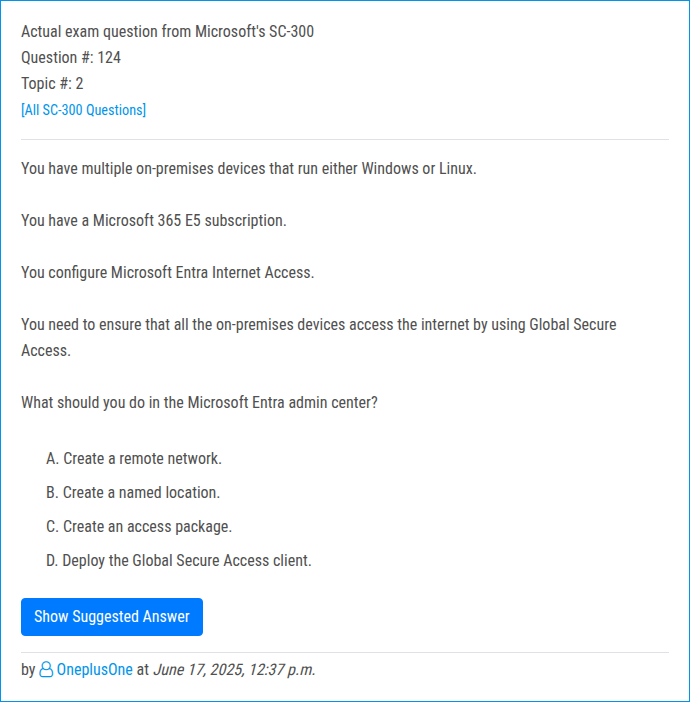 Actual exam question from Microsoft's SC-300
Question #: 124
Topic #: 2
[All SC-300 Questions]
You have multiple on-premises devices that run either Windows or Linux.
You have a Microsoft 365 E5 subscription.
You configure Microsoft Entra Internet Access.
You need to ensure that all the on-premises devices access the internet by using Global Secure
Access.
What should you do in the Microsoft Entra admin center?
A. Create a remote network.
B. Create a named location.
C. Create an access package.
D. Deploy the Global Secure Access client.
Show Suggested Answer
by OneplusOne at June 17, 2025, 12:37 p.m.